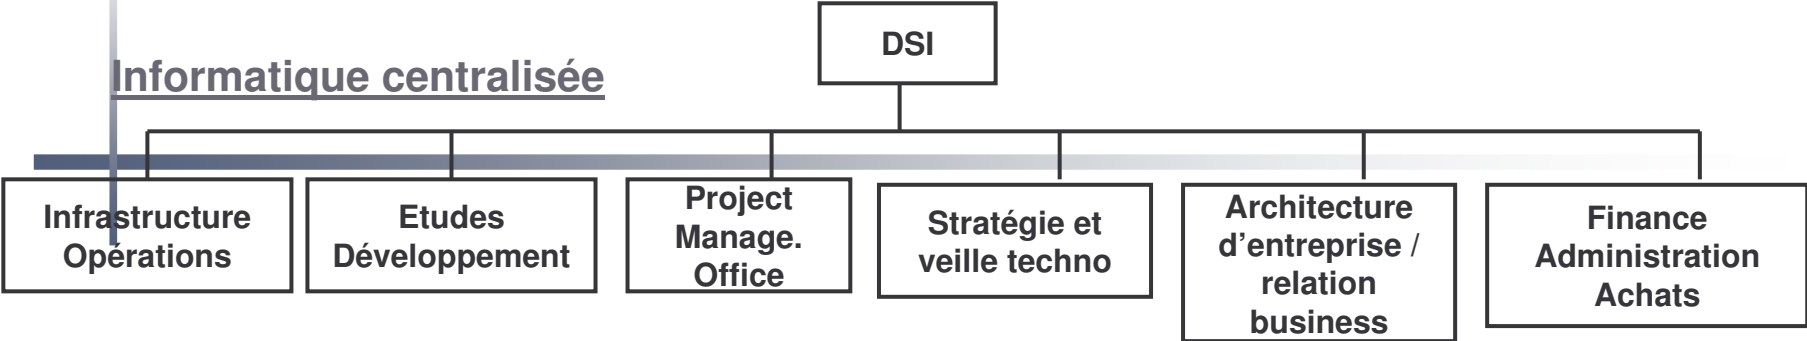 DSI
Informatique centralisée
Infrastructure
Opérations
Etudes
Développement
Project
Manage.
Office
Stratégie et
veille techno
Architecture
d’entreprise /
relation
business
Finance
Administration
Achats